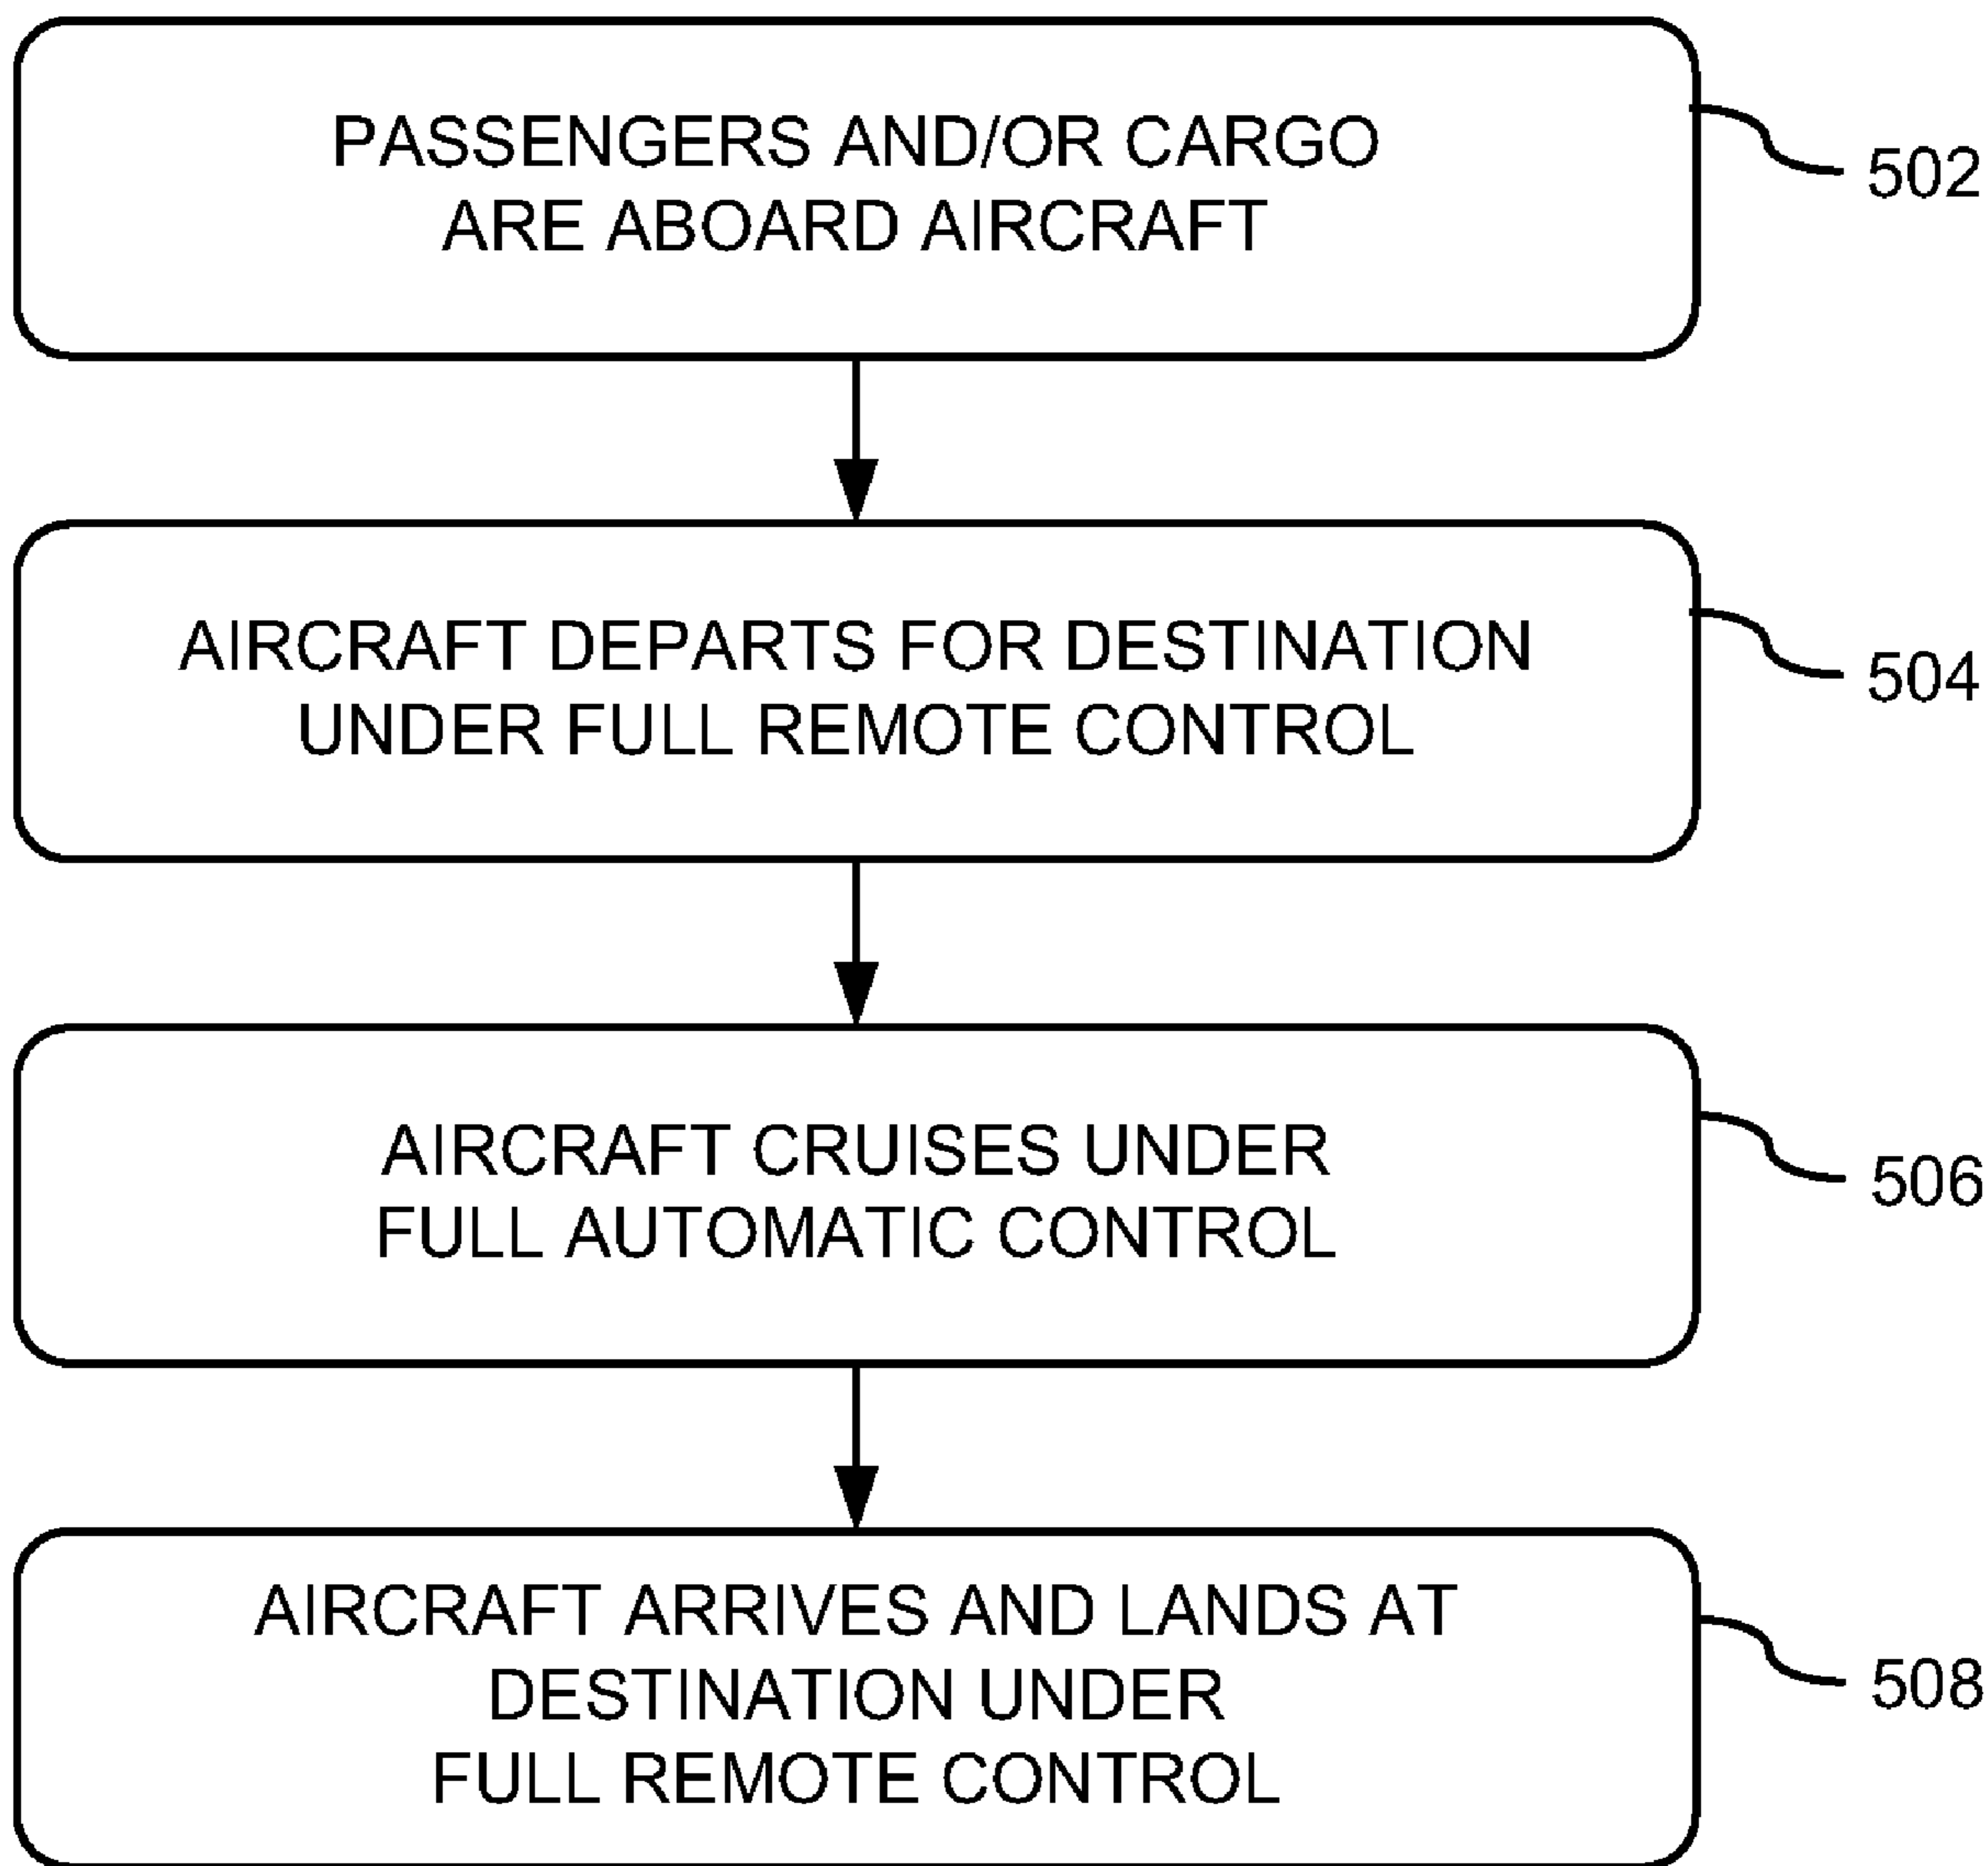 PASSENGERS AND/OR CARGO
ARE ABOARD AIRCRAFT
502
AIRCRAFT DEPARTS FOR DESTINATION
UNDER FULL REMOTE CONTROL
504
AIRCRAFT CRUISES UNDER
FULL AUTOMATIC CONTROL
506
AIRCRAFT ARRIVES AND LANDS AT
DESTINATION UNDER
FULL REMOTE CONTROL
508